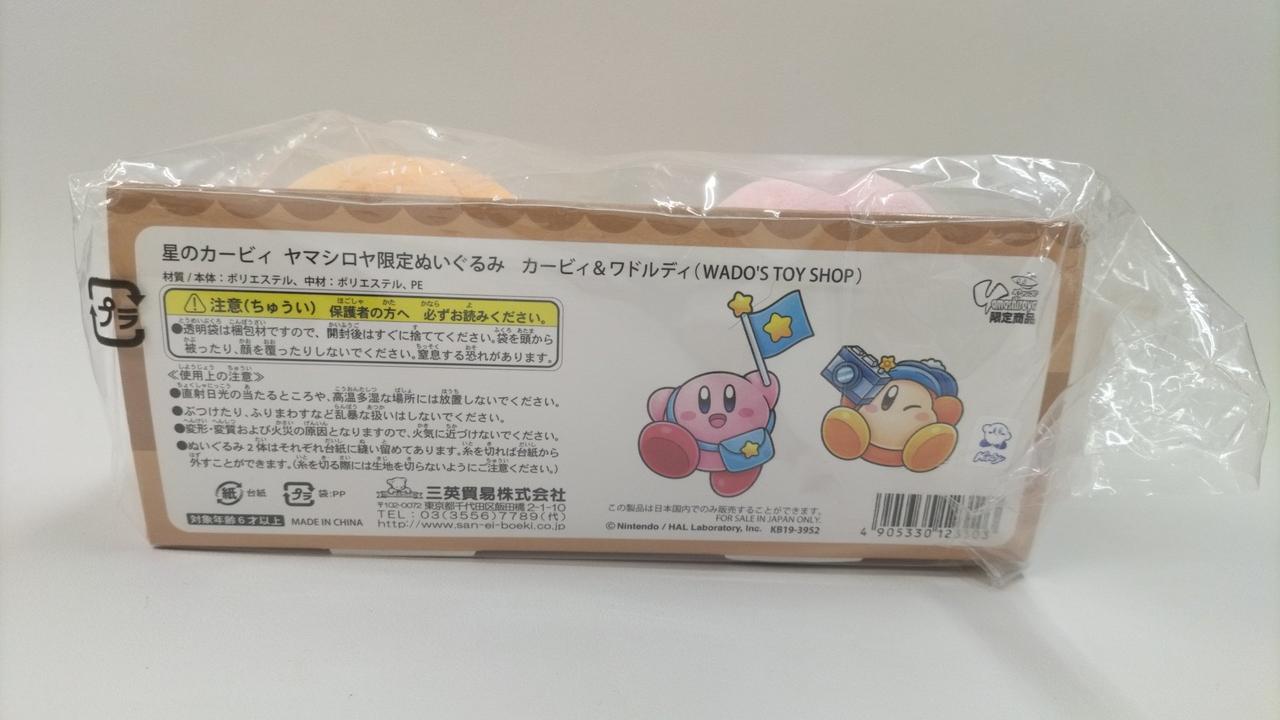 星のカービィ ヤマシロヤ限定ぬいぐるみ カービィ&ワドルディ(WADO'S TOY SHOP)
材質/本体:ポリエステル、中材:ポリエステル、PE
限定商品
プラ
注意(ちゅうい) 保護者の方へ 必ずお読みください。
●透明袋は梱包材ですので、開封後はすぐに捨ててください。袋を頭から
被ったり、顔を覆ったりしないでください。窒息する恐れがあります。
≪使用上の注意≫
●直射日光の当たるところや、高温多湿な場所には放置しないでください。
●ぶつけたり、ふりまわすなど乱暴な扱いはしないでください。
●変形・変質および火災の原因となりますので、火気に近づけないでください。
●ぬいぐるみ2体はそれぞれ台紙に縫い留めてあります。糸を切れば台紙から
外すことができます。(糸を切る際には生地を切らないようにご注意ください。)
紙 台紙 プラ 袋:PP
対象年齢6才以上 MADE IN CHINA
三英貿易株式会社
〒102-0072 東京都千代田区飯田橋2-1-10
TEL:03(3556)7789(代)
http://www.san-ei-boeki.co.jp
Kirby
この製品は日本国内でのみ販売することができます。
FOR SALE IN JAPAN ONLY.
©Nintendo / HAL Laboratory, Inc. KB19-3952
4 905330 123503